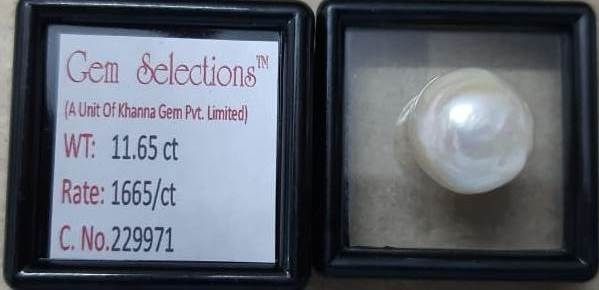 Gem Selections™
(A Unit Of Khanna Gem Pvt. Limited)
WT: 11.65 ct
Rate: 1665/ct
C. No.229971